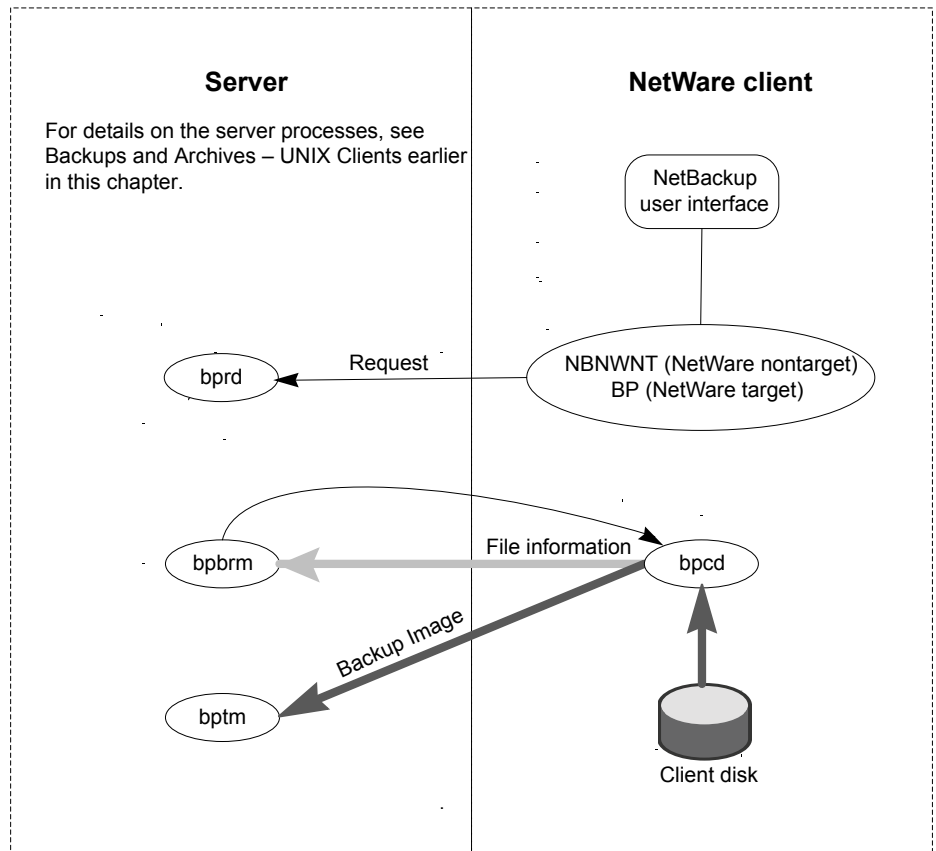 Server
NetWare client
For details on the server processes, see
Backups and Archives – UNIX Clients earlier
in this chapter.
NetBackup
user interface
NBNWNT (NetWare nontarget)
BP (NetWare target)
Request
bprd
File information
bpbrm
bpcd
Backup Image
bptm
Client disk